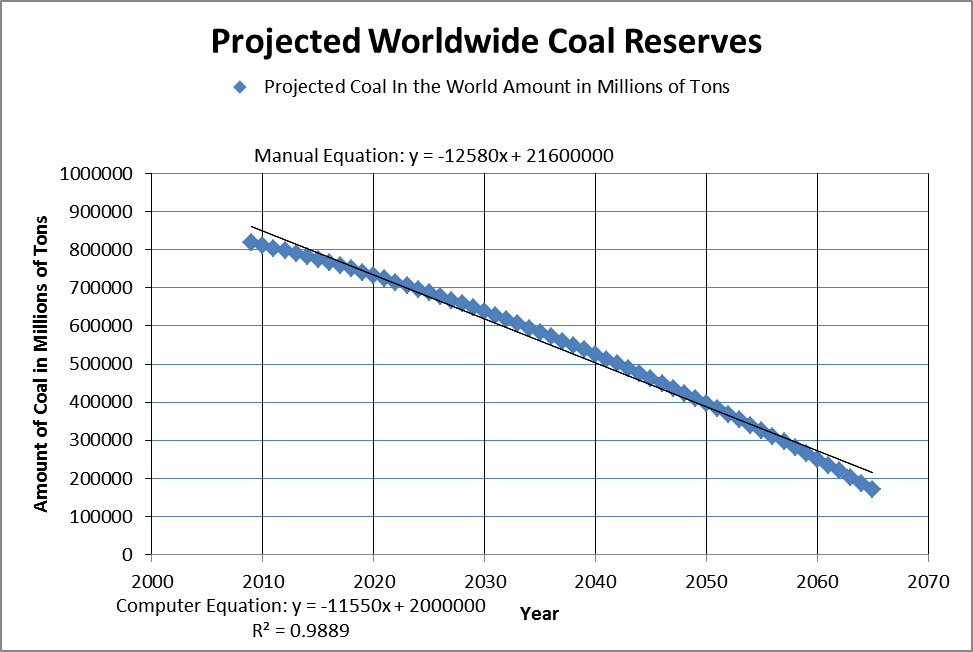 Projected Worldwide Coal Reserves
Projected Coal In the World Amount in Millions of Tons
Manual Equation: y = -12580x + 21600000
Amount of Coal in Millions of Tons
1000000
900000
800000
700000
600000
500000
400000
300000
200000
100000
0
2000 2010 2020 2030 2040 2050 2060 2070
Year
Computer Equation: y = -11550x + 2000000
R² = 0.9889